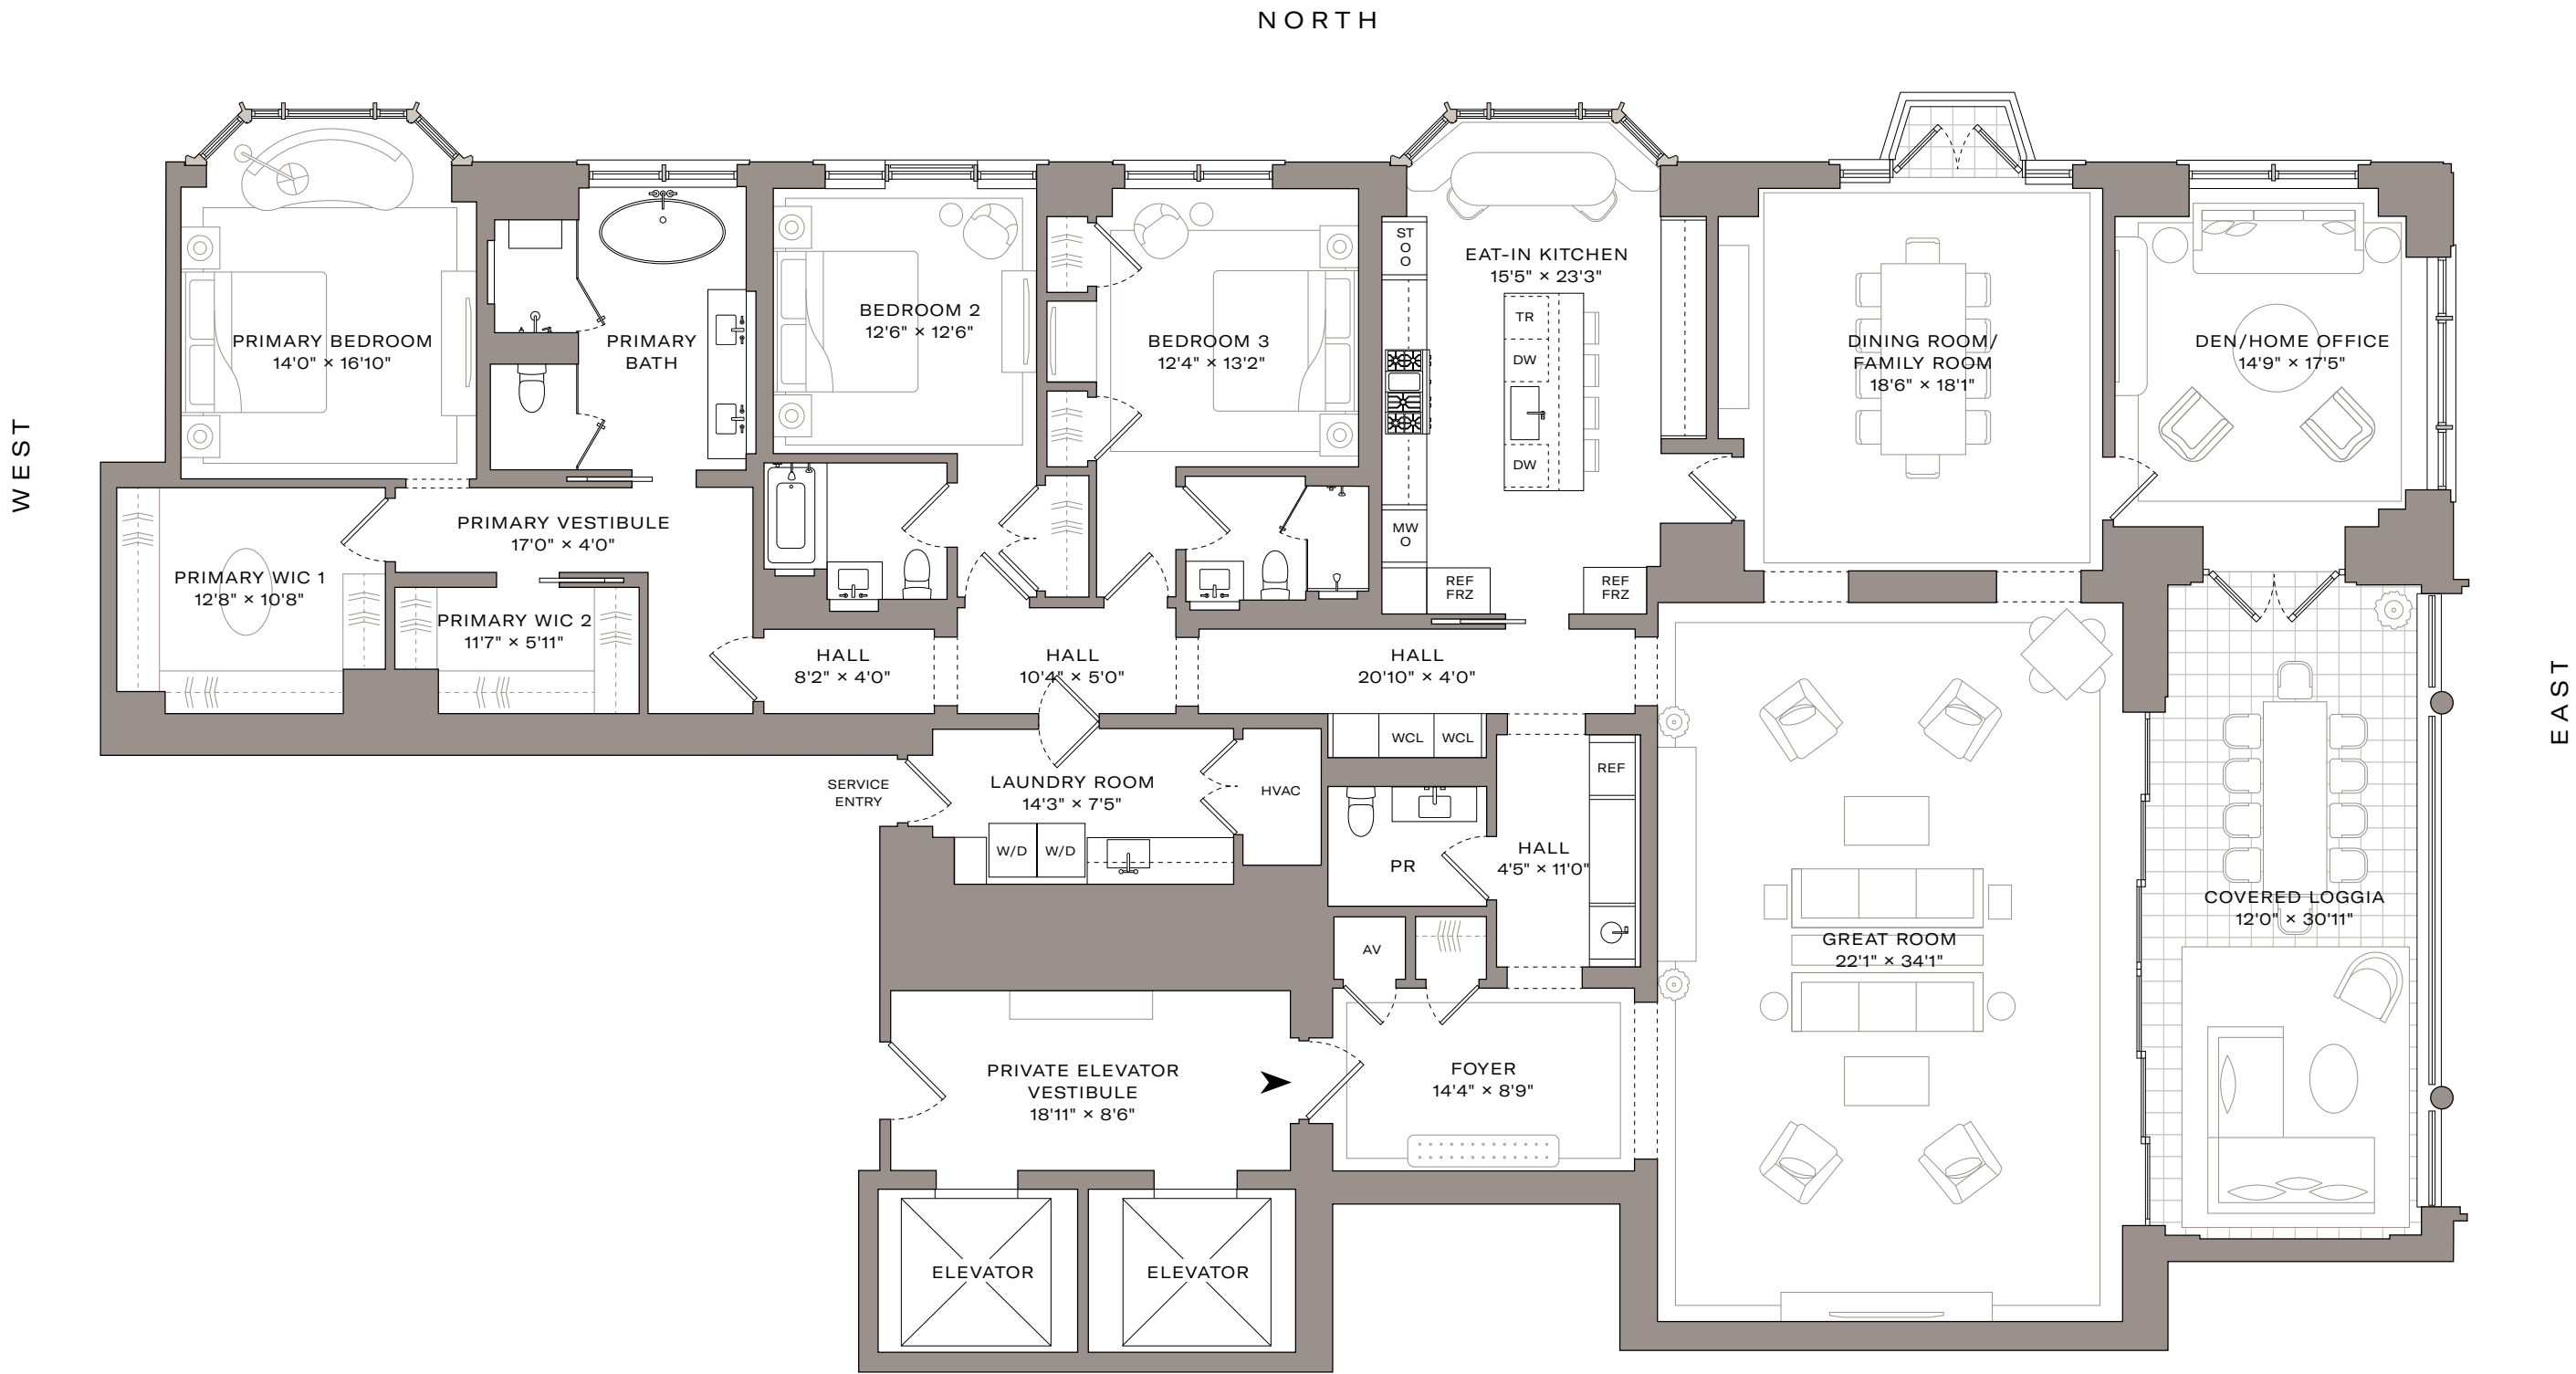 NORTH
WEST
EAST
PRIMARY BEDROOM
14'0" × 16'10"
PRIMARY
BATH
BEDROOM 2
12'6" × 12'6"
BEDROOM 3
12'4" × 13'2"
ST
O
O
EAT-IN KITCHEN
15'5" × 23'3"
TR
DW
DW
MW
O
REF
FRZ
REF
FRZ
DINING ROOM/
FAMILY ROOM
18'6" × 18'1"
DEN/HOME OFFICE
14'9" × 17'5"
PRIMARY VESTIBULE
17'0" × 4'0"
PRIMARY WIC 1
12'8" × 10'8"
PRIMARY WIC 2
11'7" × 5'11"
HALL
8'2" × 4'0"
HALL
10'4" × 5'0"
HALL
20'10" × 4'0"
WCL
WCL
SERVICE
ENTRY
LAUNDRY ROOM
14'3" × 7'5"
W/D
W/D
HVAC
PR
REF
HALL
4'5" × 11'0"
AV
GREAT ROOM
22'1" × 34'1"
COVERED LOGGIA
12'0" × 30'11"
PRIVATE ELEVATOR
VESTIBULE
18'11" × 8'6"
FOYER
14'4" × 8'9"
ELEVATOR
ELEVATOR